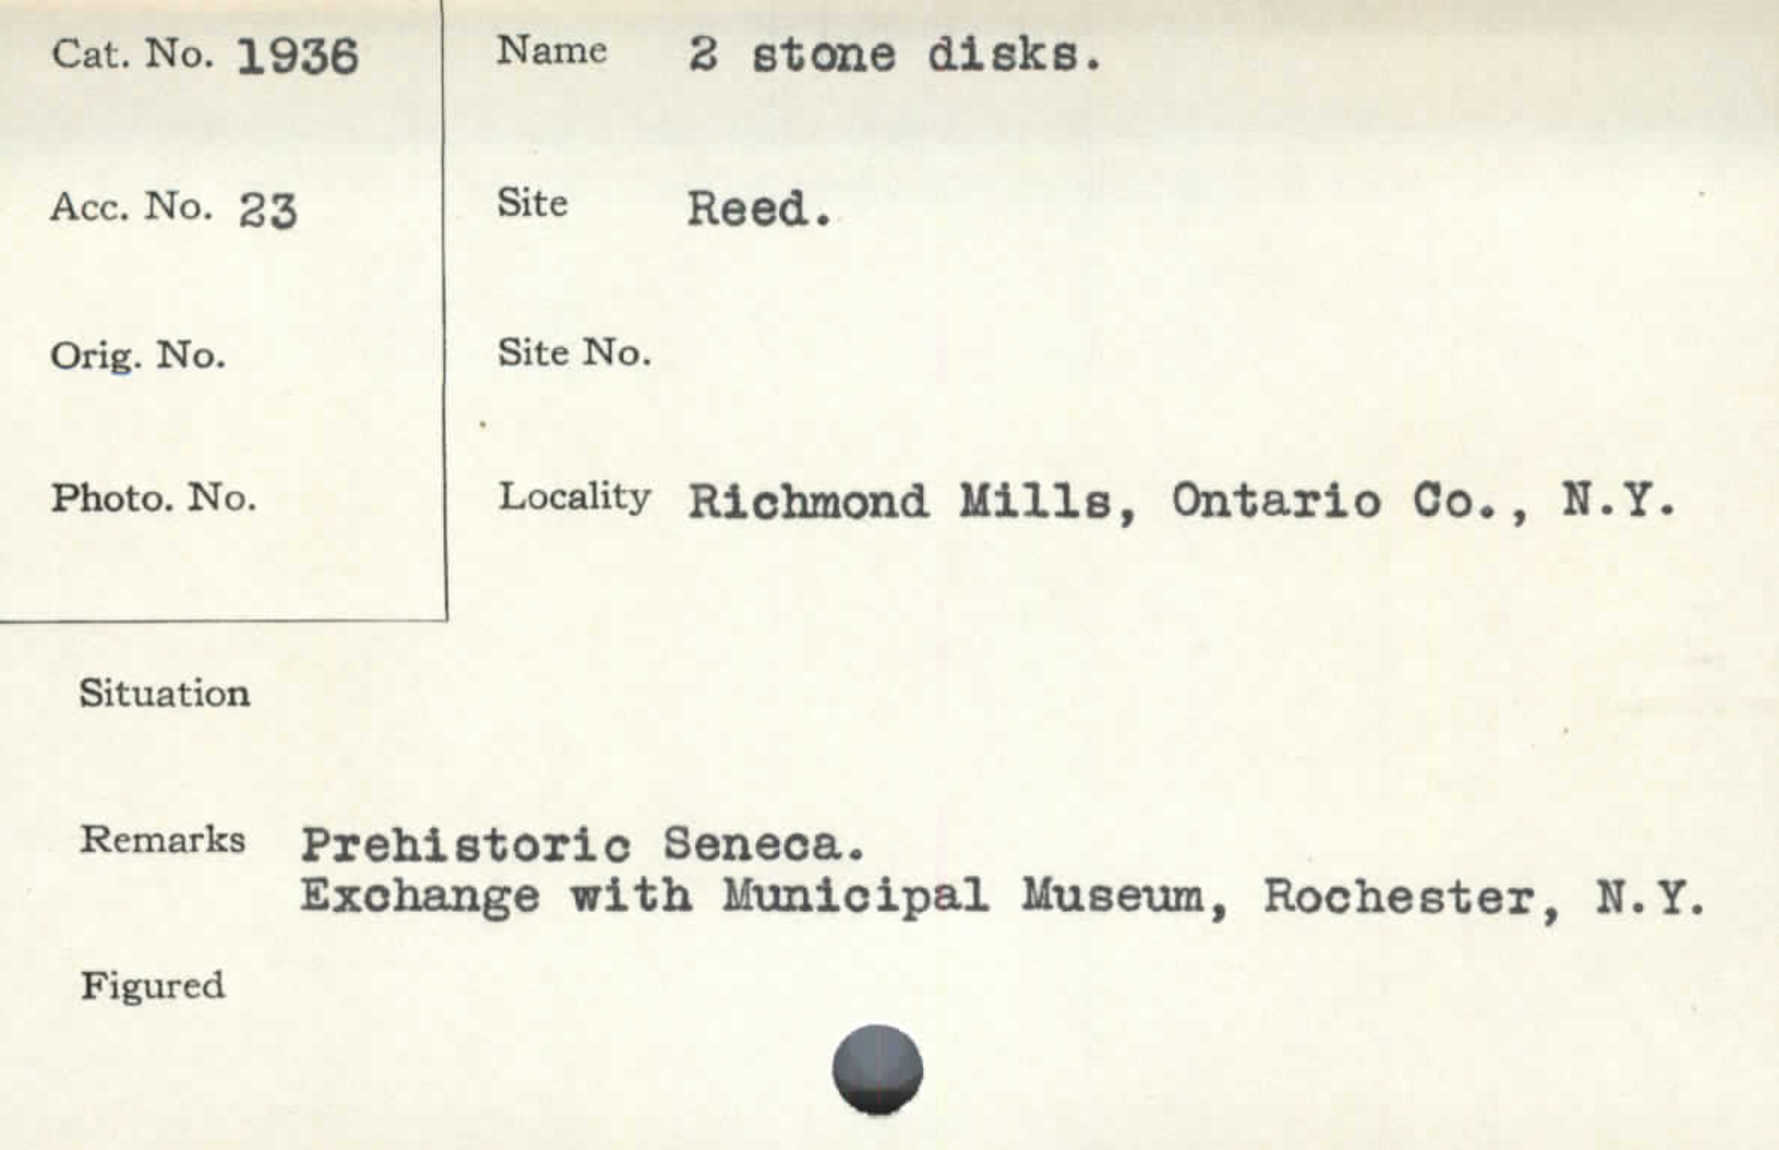 Cat. No. 1936
Name 2 stone disks.
Acc. No. 23
Site Reed.
Orig. No.
Site No.
Photo. No.
Locality Richmond Mills, Ontario Co., N.Y.
Situation
Remarks Prehistoric Seneca.
Exchange with Municipal Museum, Rochester, N.Y.
Figured